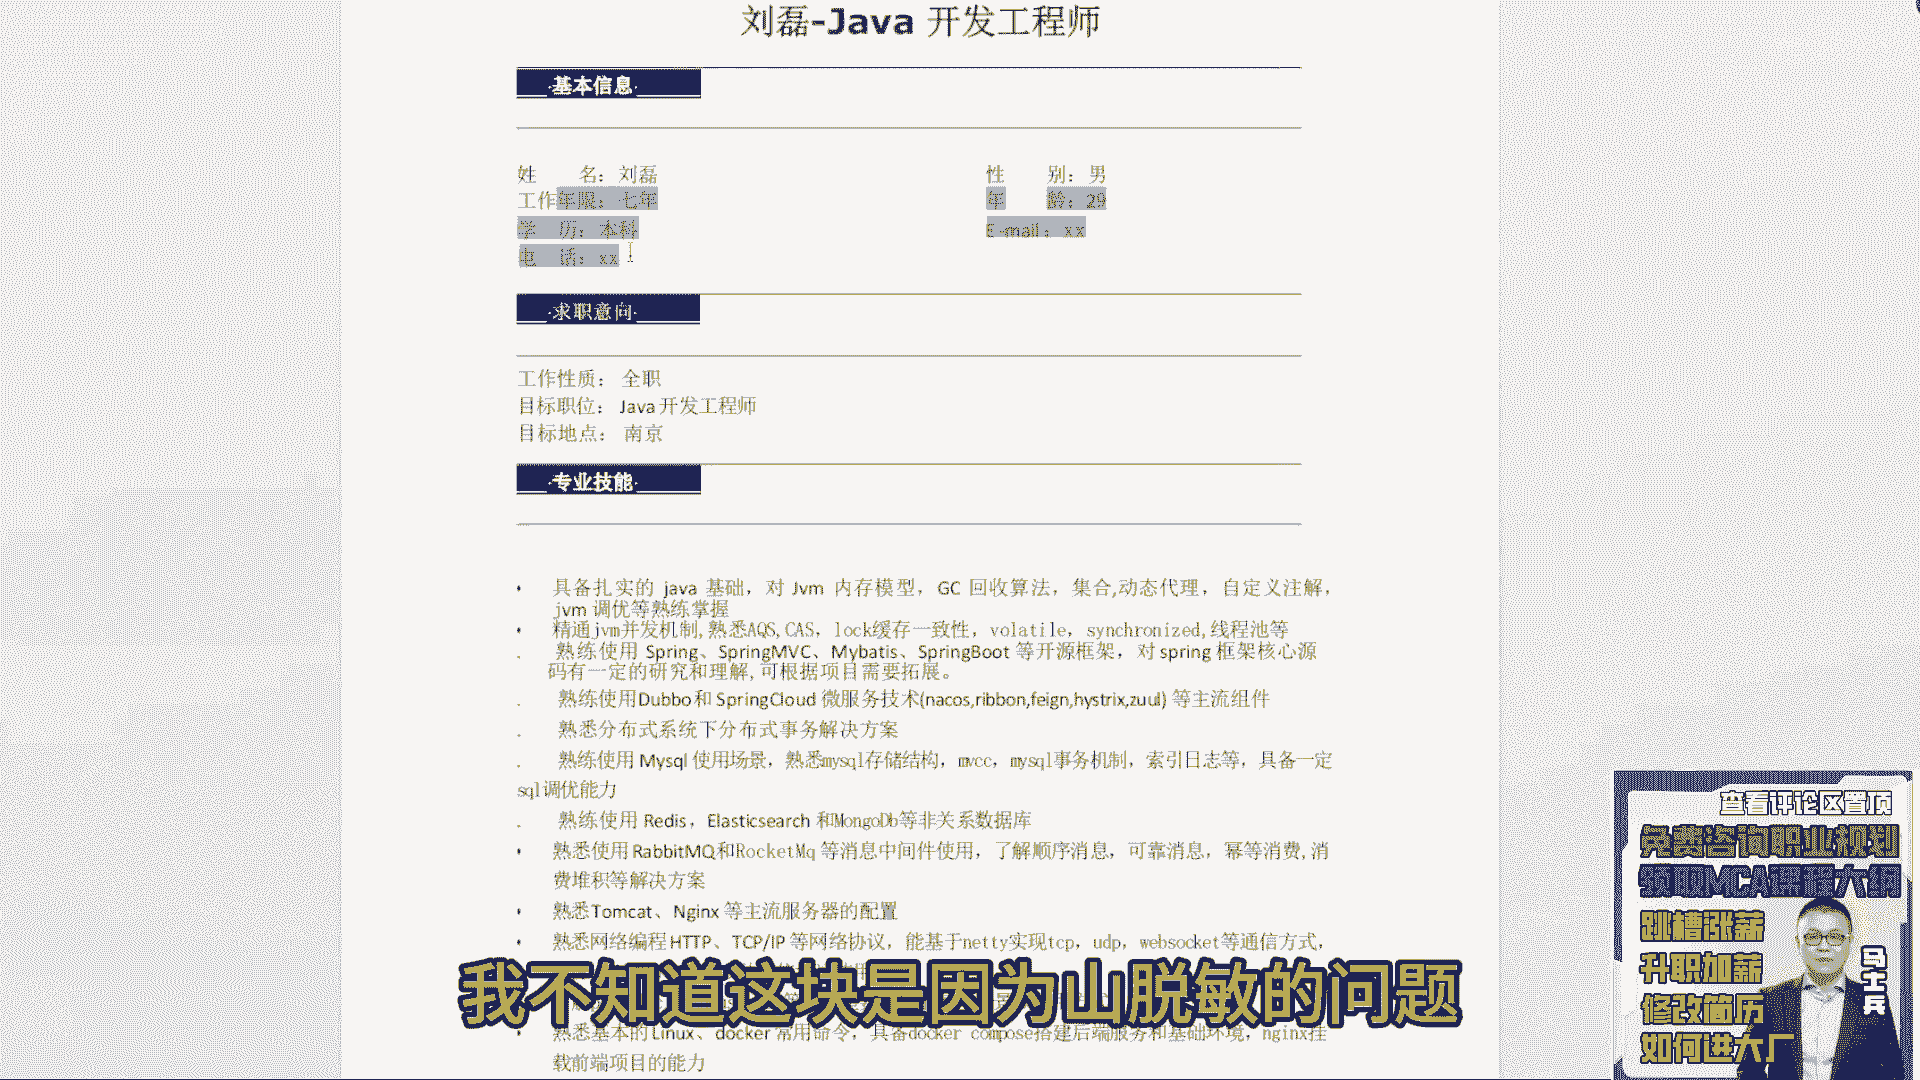 刘磊-Java 开发工程师
·基本信息·
姓 名：刘磊
性 别：男
工作年限：七年
年 龄：29
学 历：本科
E-mail：xx
电 话：xx
·求职意向·
工作性质： 全职
目标职位： Java 开发工程师
目标地点： 南京
·专业技能·
具备扎实的 java 基础，对 Jvm 内存模型，GC 回收算法，集合,动态代理，自定义注解，
jvm 调优等熟练掌握
精通jvm并发机制,熟悉AQS,CAS，lock缓存一致性，volatile，synchronized,线程池等
熟练使用 Spring、SpringMVC、Mybatis、SpringBoot 等开源框架，对 spring 框架核心源
码有一定的研究和理解,可根据项目需要拓展。
熟练使用Dubbo和 SpringCloud 微服务技术(nacos,ribbon,feign,hystrix,zuul) 等主流组件
熟悉分布式系统下分布式事务解决方案
熟练使用 Mysql 使用场景，熟悉mysql存储结构，mvcc，mysql事务机制，索引日志等，具备一定
sql调优能力
熟练使用 Redis，Elasticsearch 和MongoDb等非关系数据库
熟悉使用 RabbitMQ和RocketMq 等消息中间件使用，了解顺序消息，可靠消息，幂等消费,消
费堆积等解决方案
熟悉Tomcat、Nginx 等主流服务器的配置
熟悉网络编程 HTTP、TCP/IP 等网络协议，能基于netty实现tcp，udp，websocket等通信方式，
我不知道这块是因为山脱敏的问题
熟悉基本的 Linux、docker 常用命令，具备docker compose搭建后端服务和基础环境，nginx挂
载前端项目的能力
查看评论区置顶
免费咨询职业规划
领取MCA课程大纲
跳槽涨薪
升职加薪
修改简历
如何进大厂
马士兵